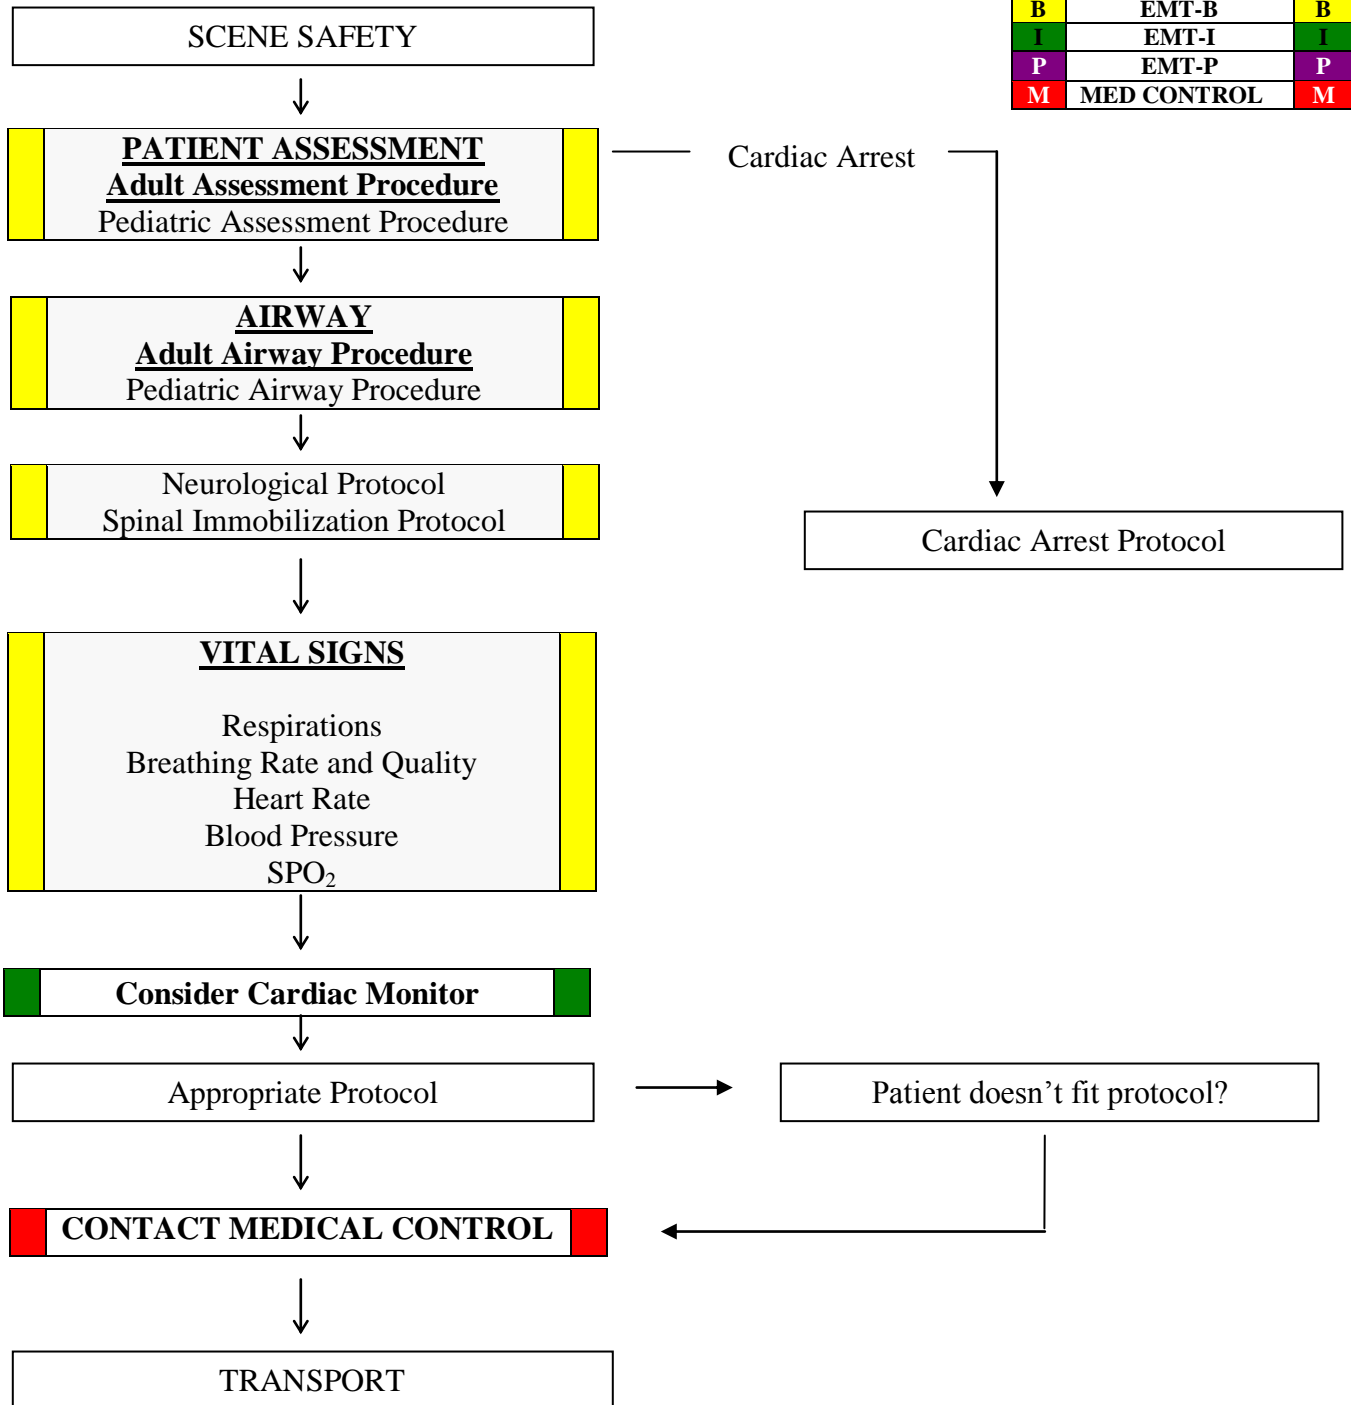 B EMT-B B
I EMT-I I
P EMT-P P
M MED CONTROL M
SCENE SAFETY
PATIENT ASSESSMENT
Adult Assessment Procedure
Pediatric Assessment Procedure
Cardiac Arrest
AIRWAY
Adult Airway Procedure
Pediatric Airway Procedure
Neurological Protocol
Spinal Immobilization Protocol
Cardiac Arrest Protocol
VITAL SIGNS
Respirations
Breathing Rate and Quality
Heart Rate
Blood Pressure
SPO₂
Consider Cardiac Monitor
Appropriate Protocol
Patient doesn’t fit protocol?
CONTACT MEDICAL CONTROL
TRANSPORT